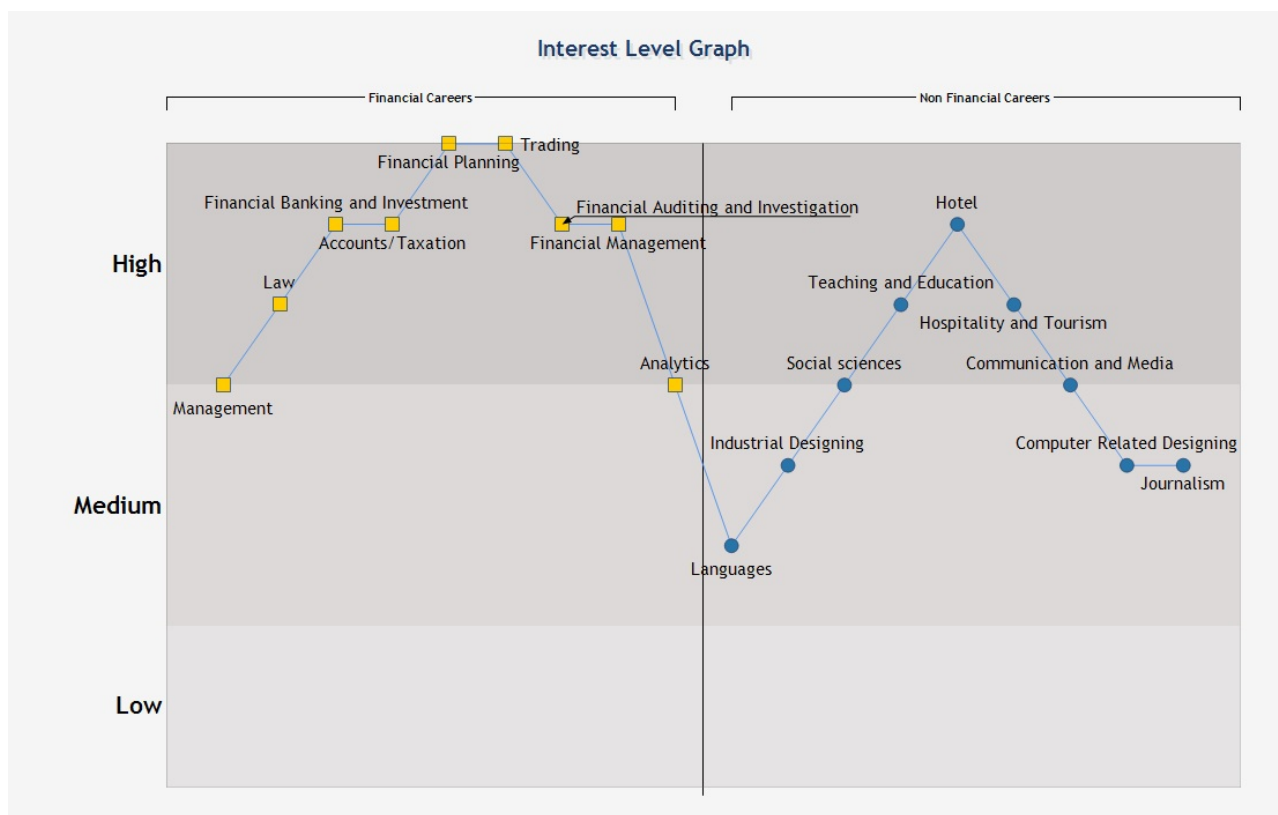 Interest Level Graph
Financial Careers
Non Financial Careers
Trading
Financial Planning
Financial Banking and Investment
Accounts/Taxation
Financial Auditing and Investigation
Financial Management
Hotel
High
Law
Teaching and Education
Hospitality and Tourism
Analytics
Social sciences
Communication and Media
Management
Industrial Designing
Computer Related Designing
Journalism
Medium
Languages
Low